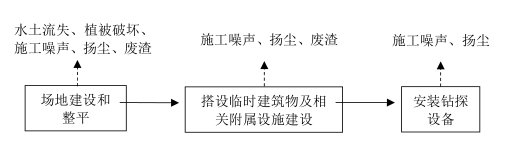 水土流失、植被破坏、
施工噪声、扬尘、废渣
施工噪声、扬尘、废渣
施工噪声、扬尘
场地建设和
整平
搭设临时建筑物及相
关附属设施建设
安装钻探
设备